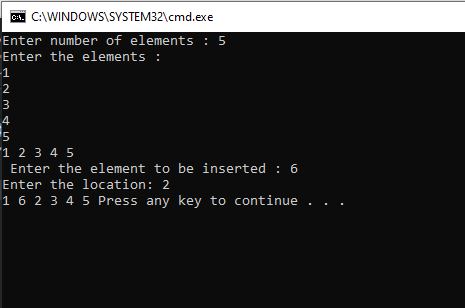 C:\WINDOWS\SYSTEM32\cmd.exe
Enter number of elements : 5
Enter the elements :
1
2
3
4
5
1 2 3 4 5
 Enter the element to be inserted : 6
Enter the location: 2
1 6 2 3 4 5 Press any key to continue . . .